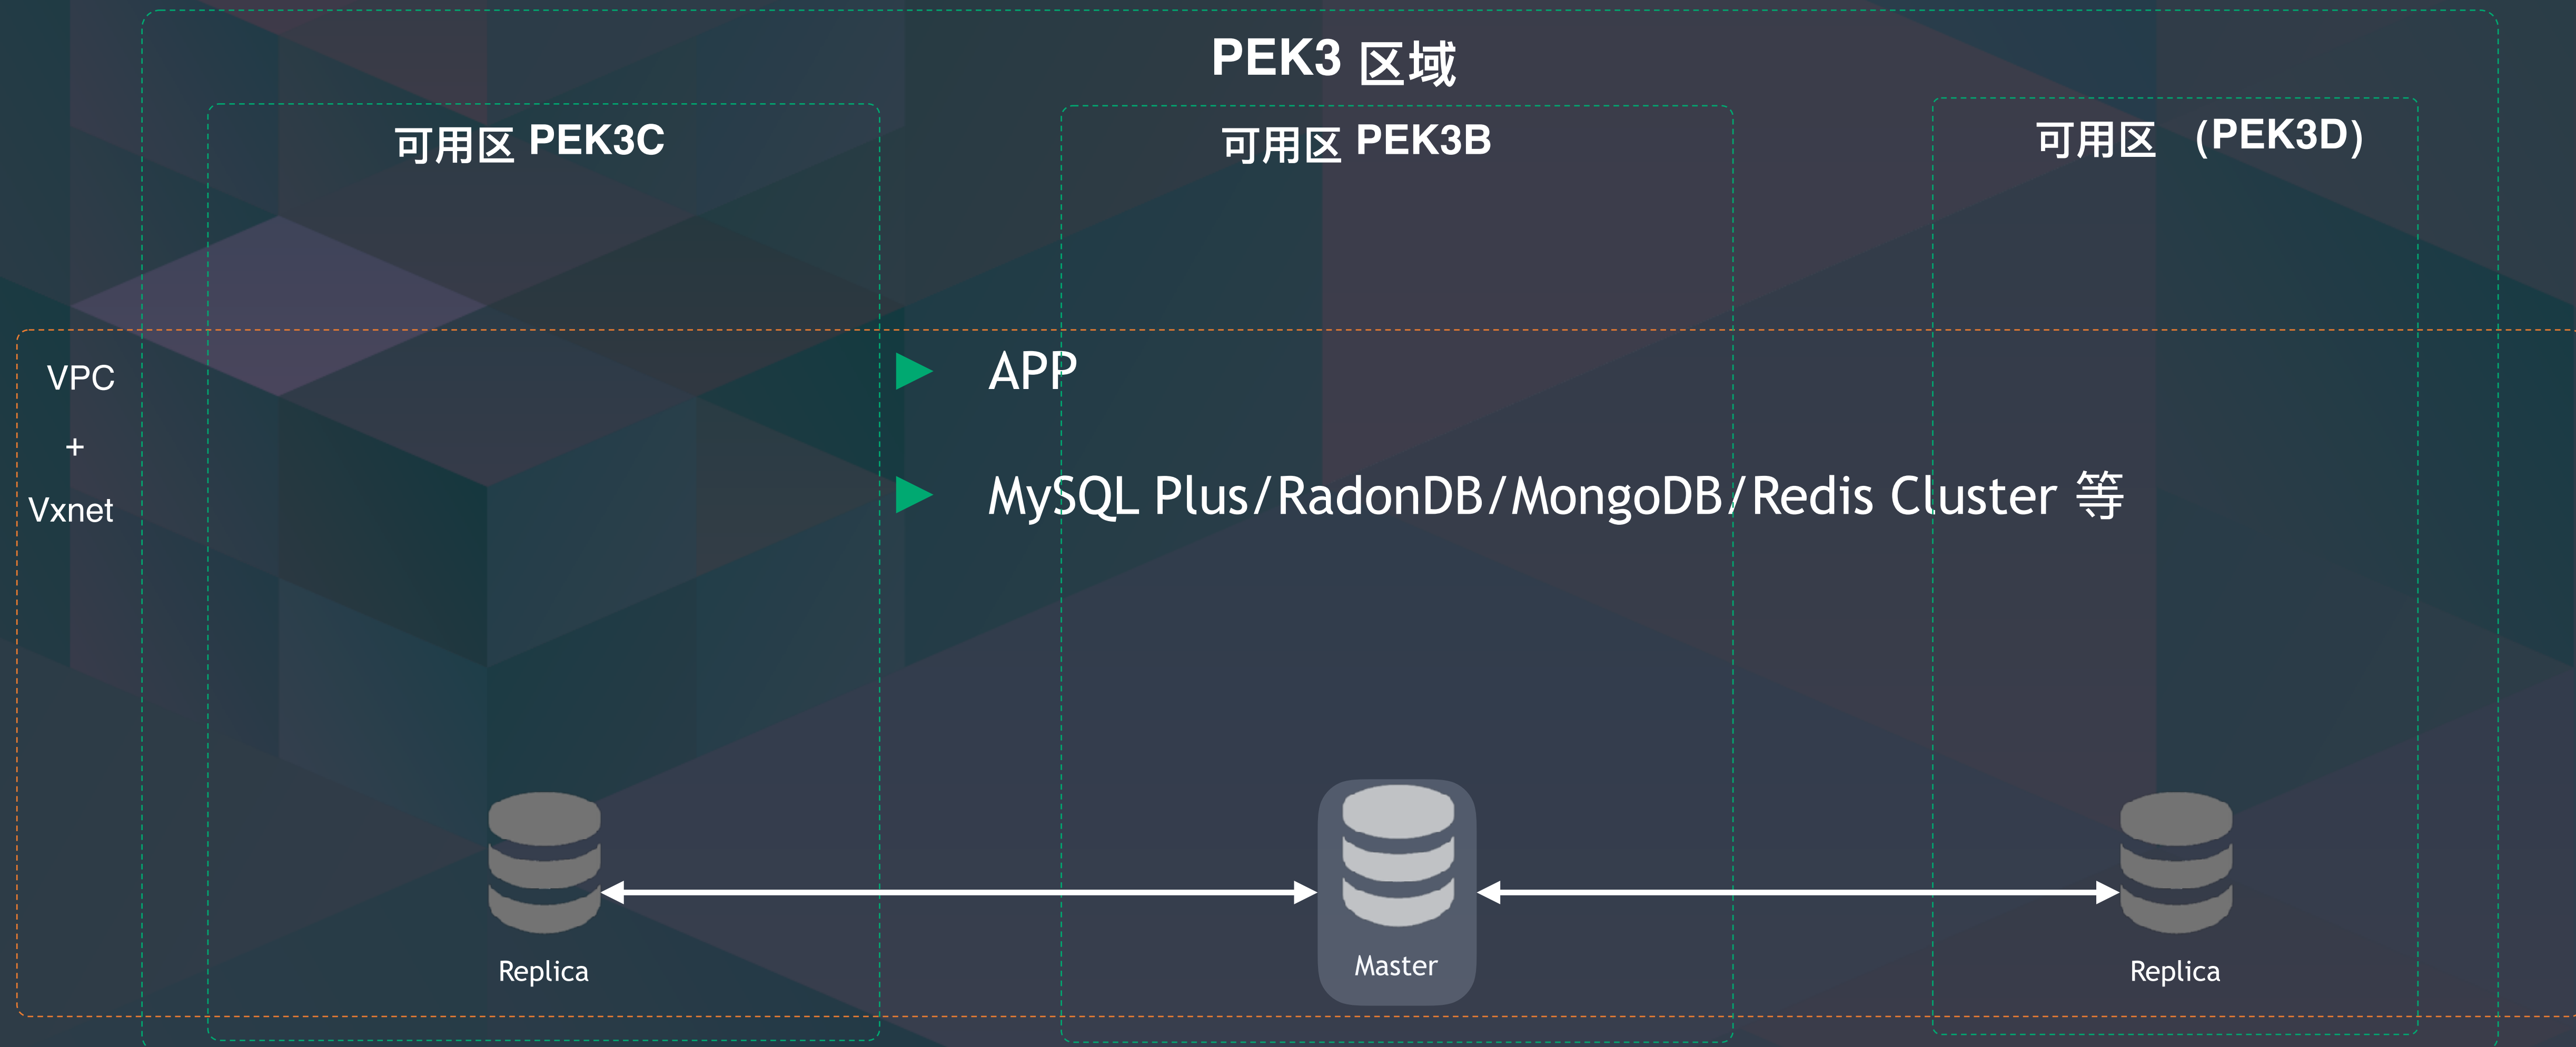 PEK3 区域
可用区 PEK3C
可用区 PEK3B
可用区 （PEK3D）
VPC
+
Vxnet
APP
MySQL Plus/RadonDB/MongoDB/Redis Cluster 等
Replica
Master
Replica